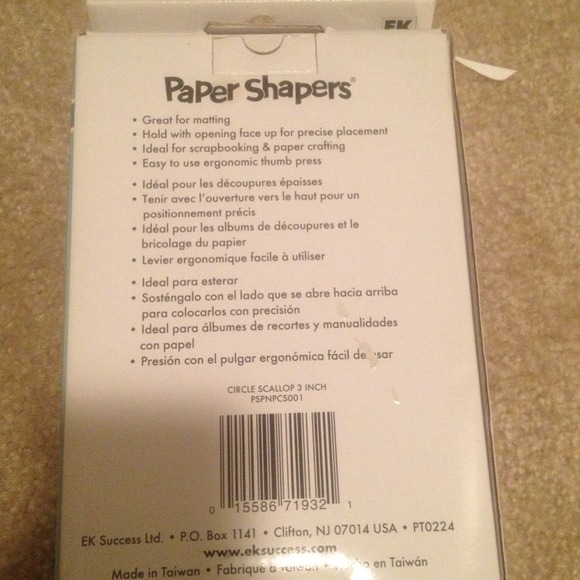 EK
Paper Shapers®
• Great for matting
• Hold with opening face up for precise placement
• Ideal for scrapbooking & paper crafting
• Easy to use ergonomic thumb press
• Idéal pour les découpures épaisses
• Tenir avec l'ouverture vers le haut pour un
positionnement précis
• Idéal pour les albums de découpures et le
bricolage du papier
• Levier ergonomique facile à utiliser
• Ideal para esterar
• Sosténgalo con el lado que se abre hacia arriba
para colocarlos con precisión
• Ideal para álbumes de recortes y manualidades
con papel
• Presión con el pulgar ergonómica fácil de
CIRCLE SCALLOP 3 INCH
PSPNPCS001
0 15586 71932 1
EK Success Ltd. • P.O. Box 1141 • Clifton, NJ 07014 USA • PT0224
www.eksuccess.com
Made in Taiwan • Fabriqué à Taiwan • en Taiwán